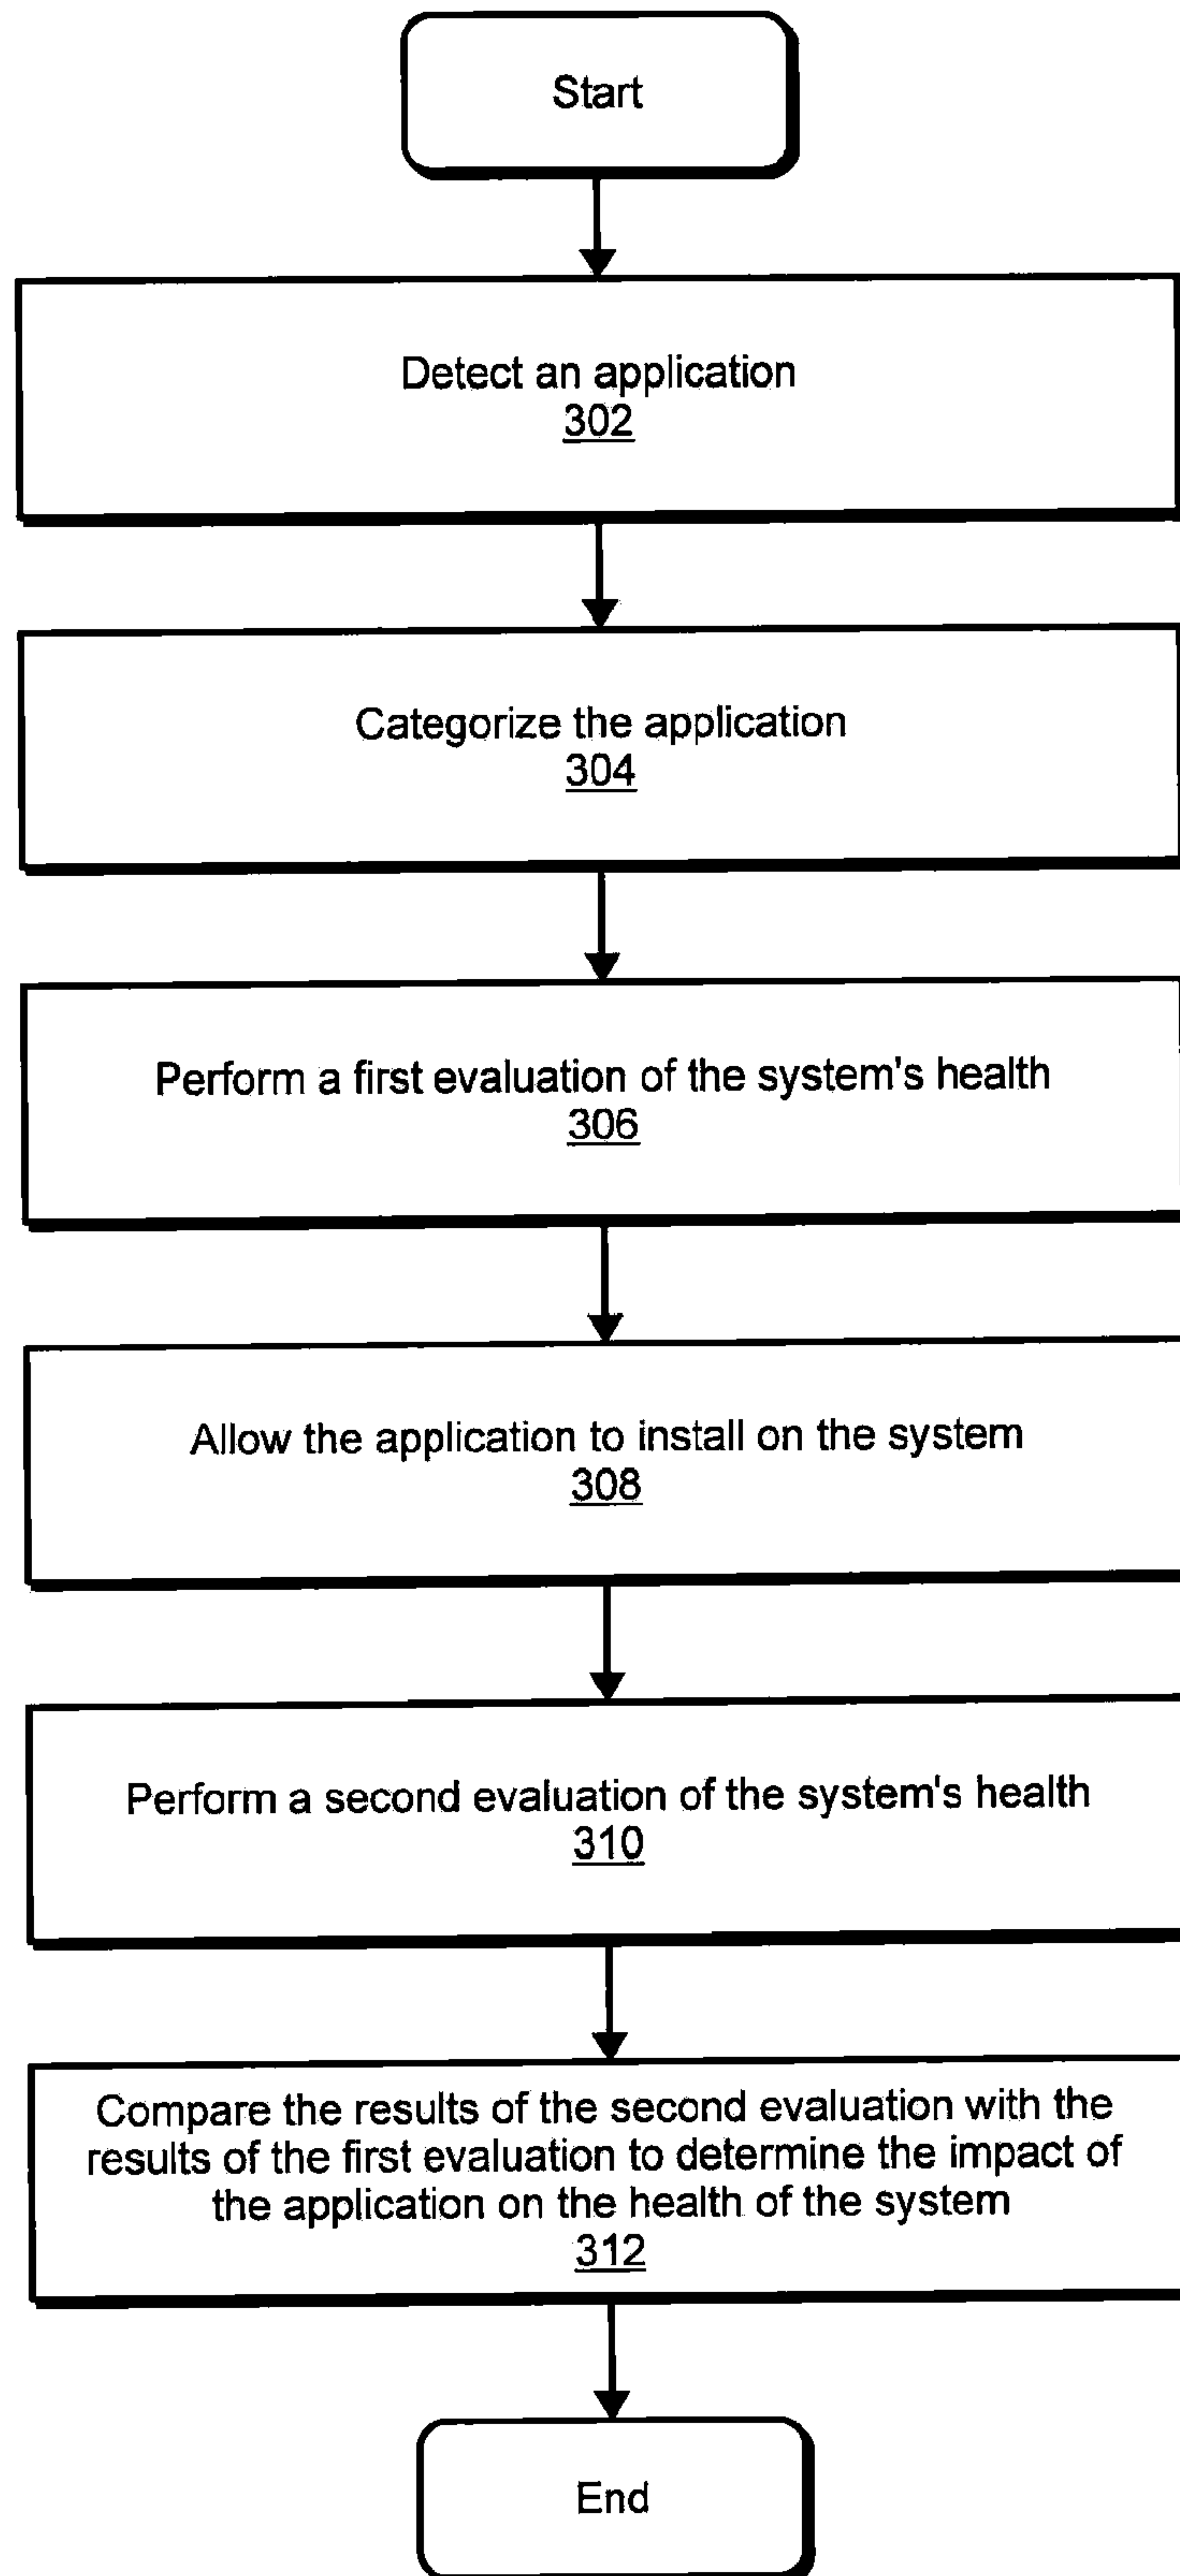 Start
Detect an application
302
Categorize the application
304
Perform a first evaluation of the system's health
306
Allow the application to install on the system
308
Perform a second evaluation of the system's health
310
Compare the results of the second evaluation with the
results of the first evaluation to determine the impact of
the application on the health of the system
312
End